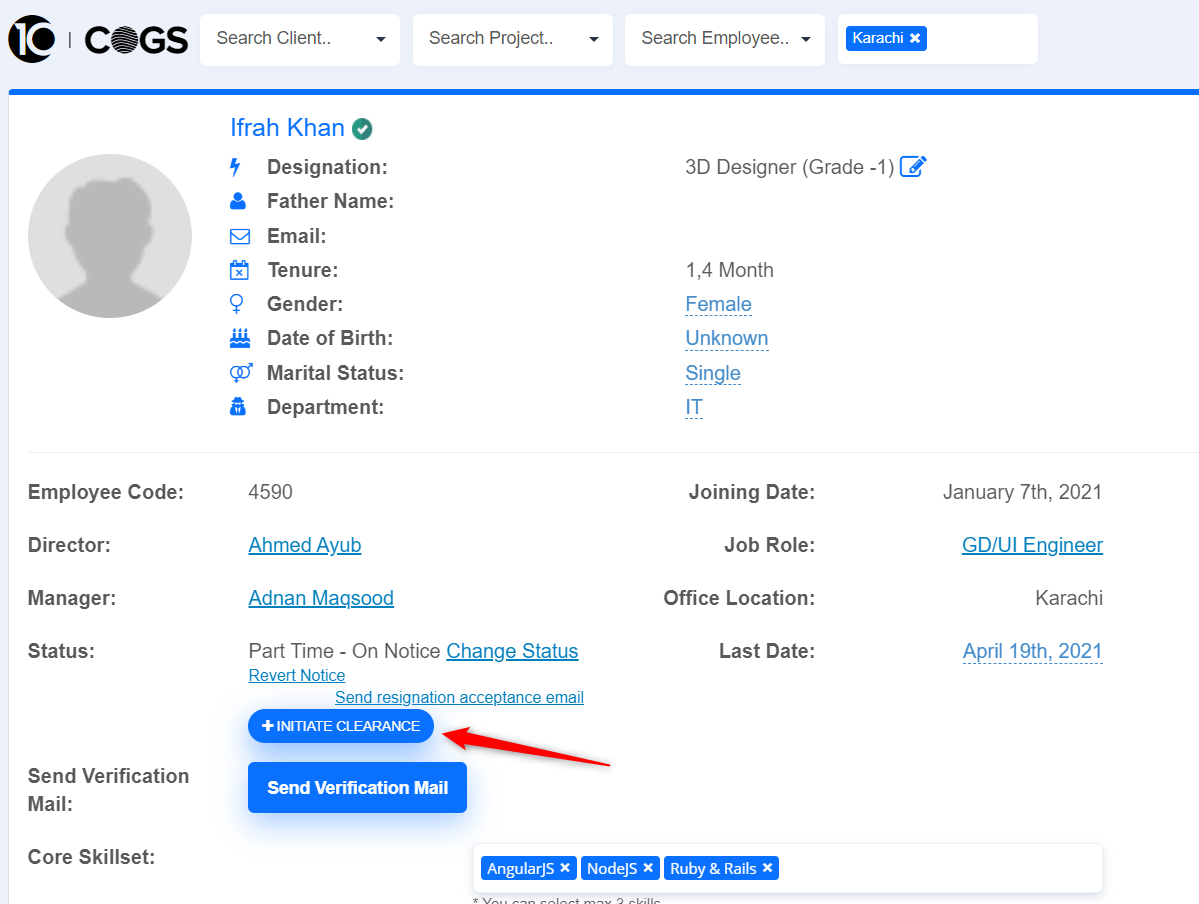 10 | COGS Search Client.. Search Project.. Search Employee.. Karachi ×
Ifrah Khan
Designation: 3D Designer (Grade -1)
Father Name:
Email:
Tenure: 1,4 Month
Gender: Female
Date of Birth: Unknown
Marital Status: Single
Department: IT
Employee Code: 4590 Joining Date: January 7th, 2021
Director: Ahmed Ayub Job Role: GD/UI Engineer
Manager: Adnan Maqsood Office Location: Karachi
Status: Part Time - On Notice Change Status Last Date: April 19th, 2021
Revert Notice
Send resignation acceptance email
+ INITIATE CLEARANCE
Send Verification
Mail:
Send Verification Mail
Core Skillset:
AngularJS × NodeJS × Ruby & Rails ×
* You can select max 3 skills